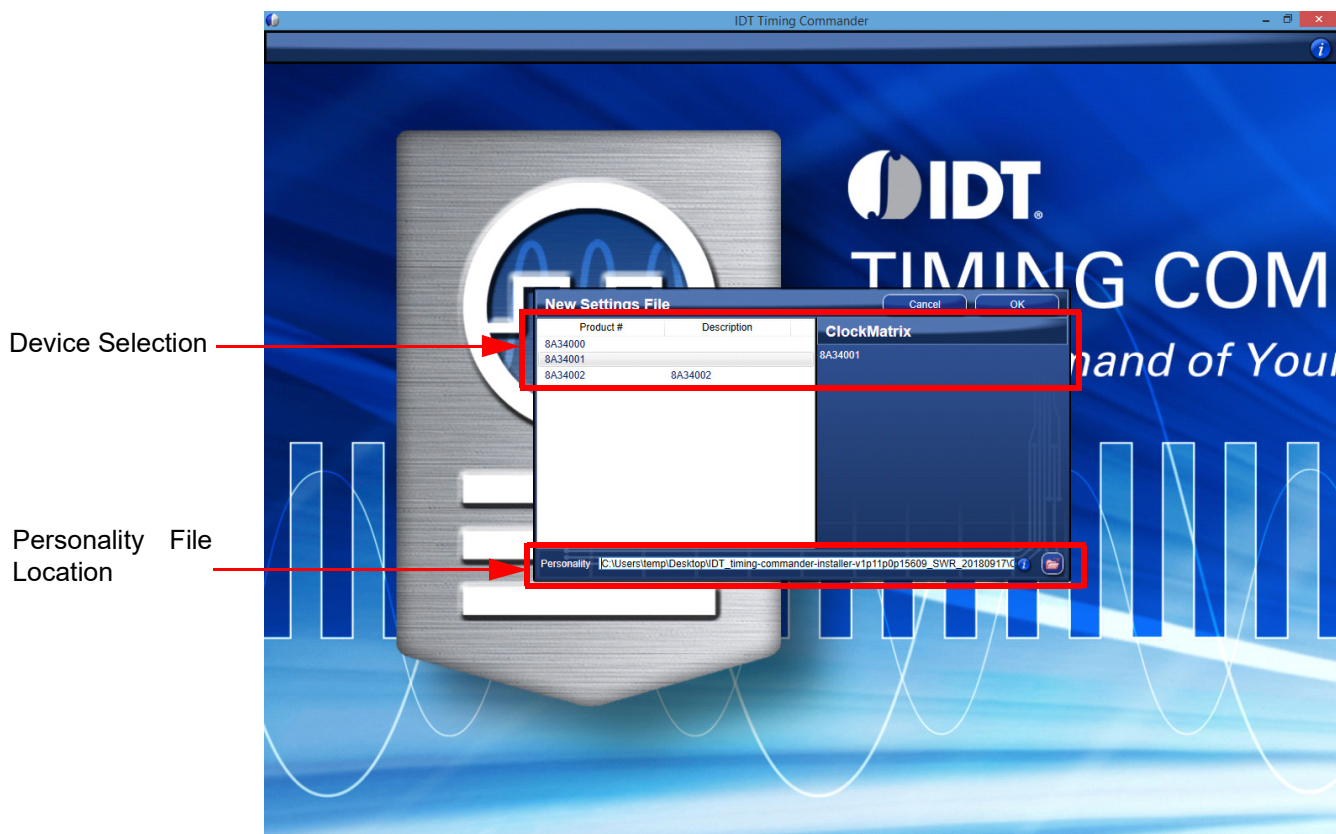 IDT Timing Commander
IDT®
TIMING COM
mand of Your
New Settings File
Cancel
OK
Product # Description
8A34000
8A34001
8A34002 8A34002
ClockMatrix
8A34001
Device Selection
Personality File
Location
Personality C:\Users\temp\Desktop\IDT_timing-commander-installer-v1p11p0p15609_SWR_20180917\C